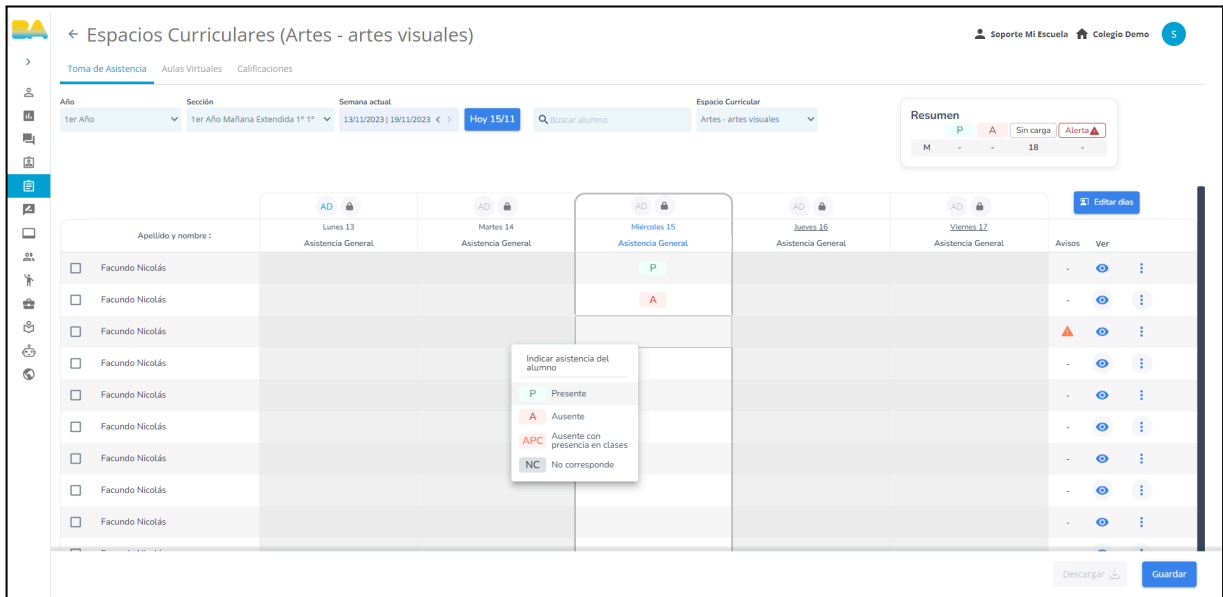 BA
Espacios Curriculares (Artes - artes visuales)
Soporte Mi Escuela
Colegio Demo
S
Toma de Asistencia
Aulas Virtuales
Calificaciones
Año
Sección
Semana actual
Espacio Curricular
1er Año
1er Año Mañana Extendida 1° 1°
13/11/2023 | 19/11/2023
Hoy 15/11
Buscar alumno
Artes - artes visuales
Resumen
P A Sin carga Alerta
M - - 18 -
AD AD AD AD AD
Editar dias
Apellido y nombre
Lunes 13 Martes 14 Miércoles 15 Jueves 16 Viernes 17
Asistencia General Asistencia General Asistencia General Asistencia General Asistencia General
Avisos Ver
Facundo Nicolás P -
Facundo Nicolás A -
Facundo Nicolás
Facundo Nicolás -
Facundo Nicolás -
Facundo Nicolás -
Facundo Nicolás -
Facundo Nicolás -
Facundo Nicolás -
Indicar asistencia del
alumno
P Presente
A Ausente
APC Ausente con
presencia en clases
NC No corresponde
Descargar
Guardar